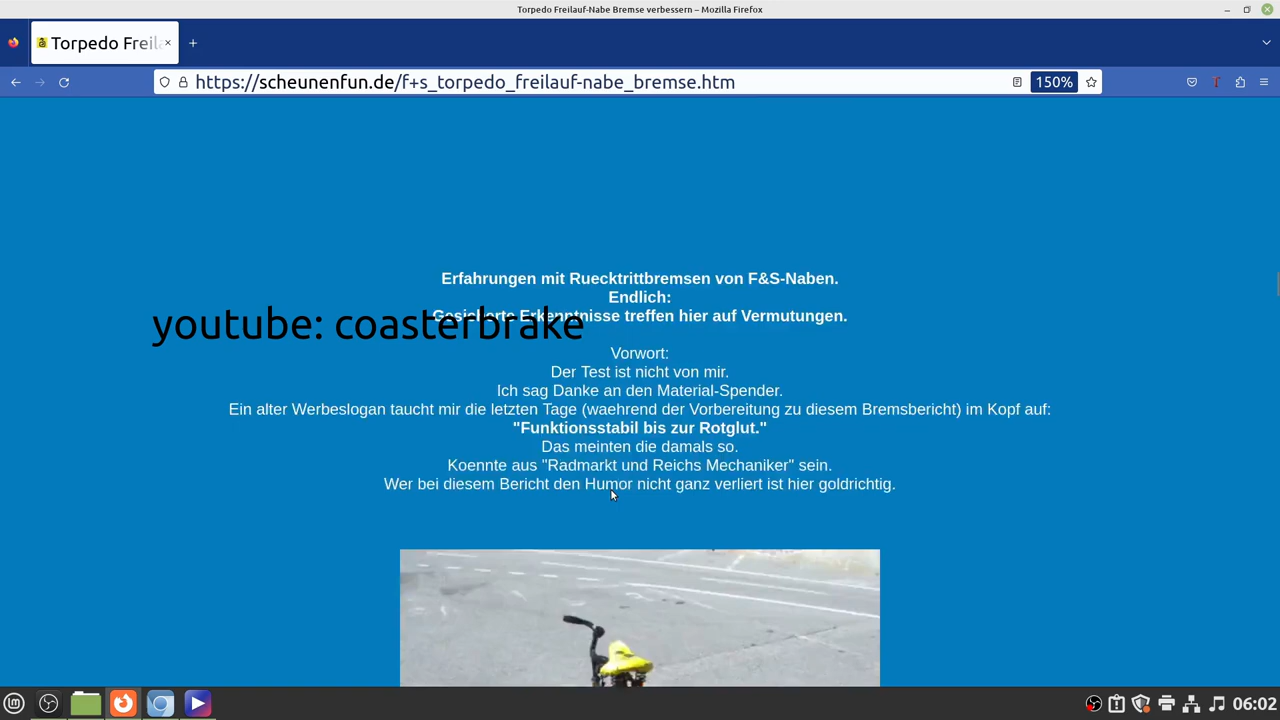 Torpedo Freilauf-Nabe Bremse verbessern – Mozilla Firefox
Torpedo Freila
https://scheunenfun.de/f+s_torpedo_freilauf-nabe_bremse.htm
150%
Erfahrungen mit Ruecktrittbremsen von F&S-Naben.
Endlich:
Gesicherte Erkenntnisse treffen hier auf Vermutungen.
youtube: coasterbrake
Vorwort:
Der Test ist nicht von mir.
Ich sag Danke an den Material-Spender.
Ein alter Werbeslogan taucht mir die letzten Tage (waehrend der Vorbereitung zu diesem Bremsbericht) im Kopf auf:
"Funktionsstabil bis zur Rotglut."
Das meinten die damals so.
Koennte aus "Radmarkt und Reichs Mechaniker" sein.
Wer bei diesem Bericht den Humor nicht ganz verliert ist hier goldrichtig.
06:02